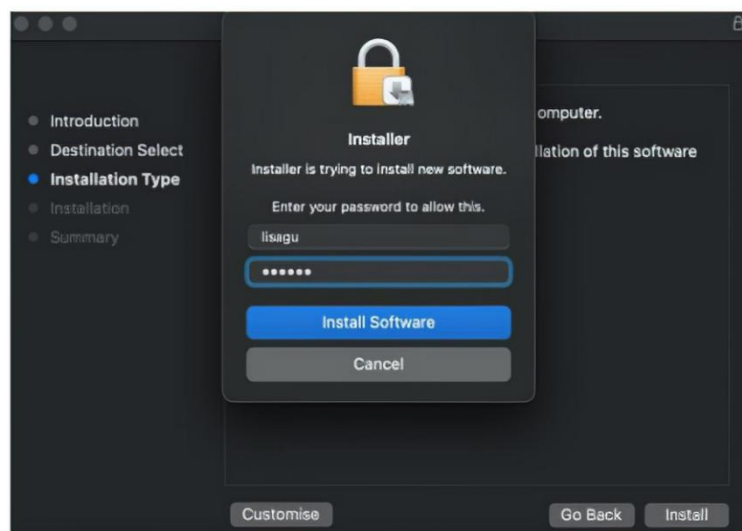 Introduction
Destination Select
Installation Type
Installation
Summary
omputer.
llation of this software
Installer
Installer is trying to install new software.
Enter your password to allow this.
lisagu
••••••
Install Software
Cancel
Customise
Go Back
Install